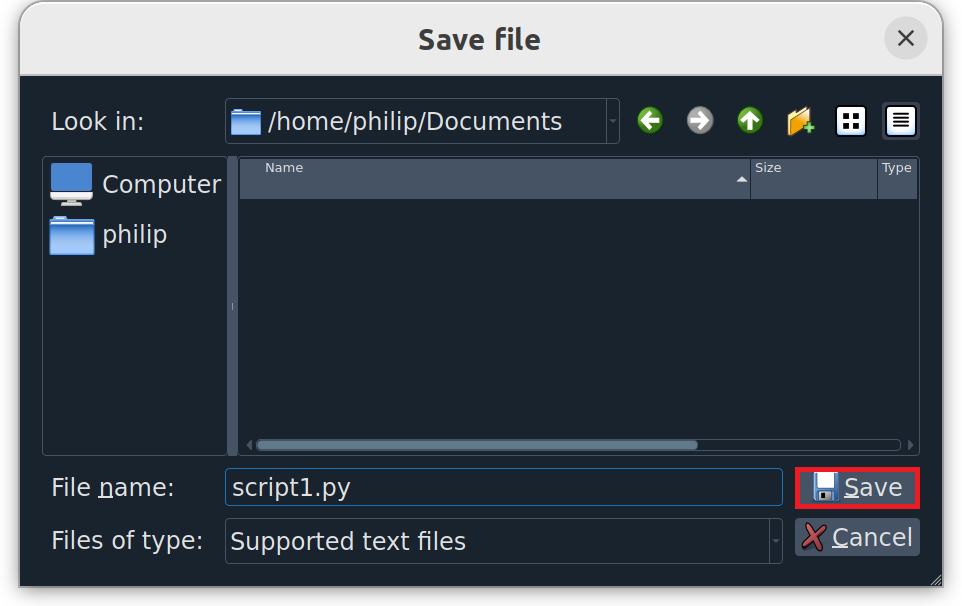 Save file
Look in: /home/philip/Documents
Name Size Type
Computer
philip
File name: script1.py Save
Files of type: Supported text files Cancel